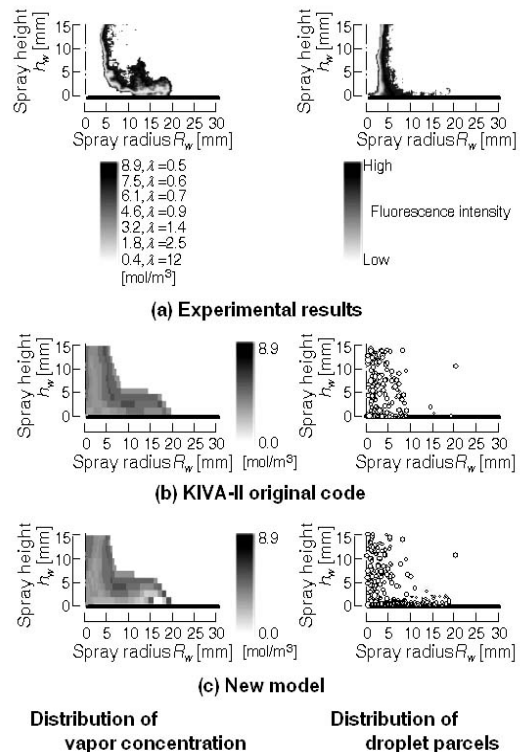 Spray height
h_w [mm]
15
10
5
0
0 5 10 15 20 25 30
Spray radius R_w [mm]
Spray height
h_w [mm]
15
10
5
0
0 5 10 15 20 25 30
Spray radius R_w [mm]
8.9, λ=0.5
7.5, λ=0.6
6.1, λ=0.7
4.6, λ=0.9
3.2, λ=1.4
1.8, λ=2.5
0.4, λ=12
[mol/m³]
High
Fluorescence intensity
Low
(a) Experimental results
Spray height
h_w [mm]
15
10
5
0
0 5 10 15 20 25 30
Spray radius R_w [mm]
8.9
0.0
[mol/m³]
Spray height
h_w [mm]
15
10
5
0
0 5 10 15 20 25 30
Spray radius R_w [mm]
(b) KIVA-II original code
Spray height
h_w [mm]
15
10
5
0
0 5 10 15 20 25 30
Spray radius R_w [mm]
8.9
0.0
[mol/m³]
Spray height
h_w [mm]
15
10
5
0
0 5 10 15 20 25 30
Spray radius R_w [mm]
(c) New model
Distribution of
vapor concentration
Distribution of
droplet parcels